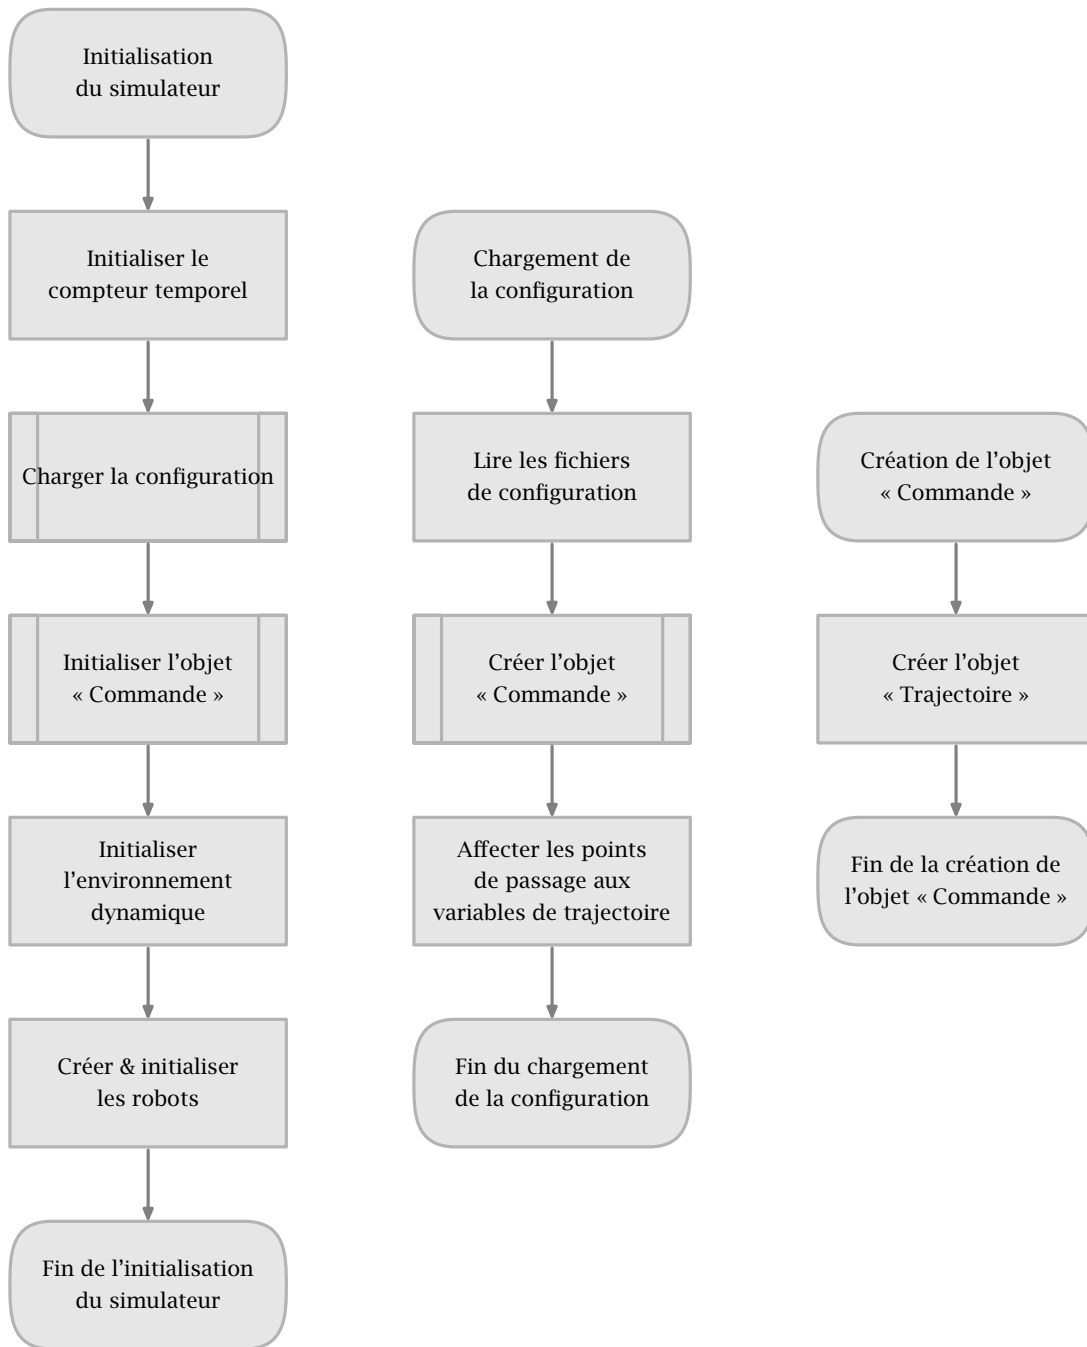 Initialisation
du simulateur
Initialiser le
compteur temporel
Charger la configuration
Initialiser l’objet
« Commande »
Initialiser
l’environnement
dynamique
Créer & initialiser
les robots
Fin de l’initialisation
du simulateur
Chargement de
la configuration
Lire les fichiers
de configuration
Créer l’objet
« Commande »
Affecter les points
de passage aux
variables de trajectoire
Fin du chargement
de la configuration
Création de l’objet
« Commande »
Créer l’objet
« Trajectoire »
Fin de la création de
l’objet « Commande »